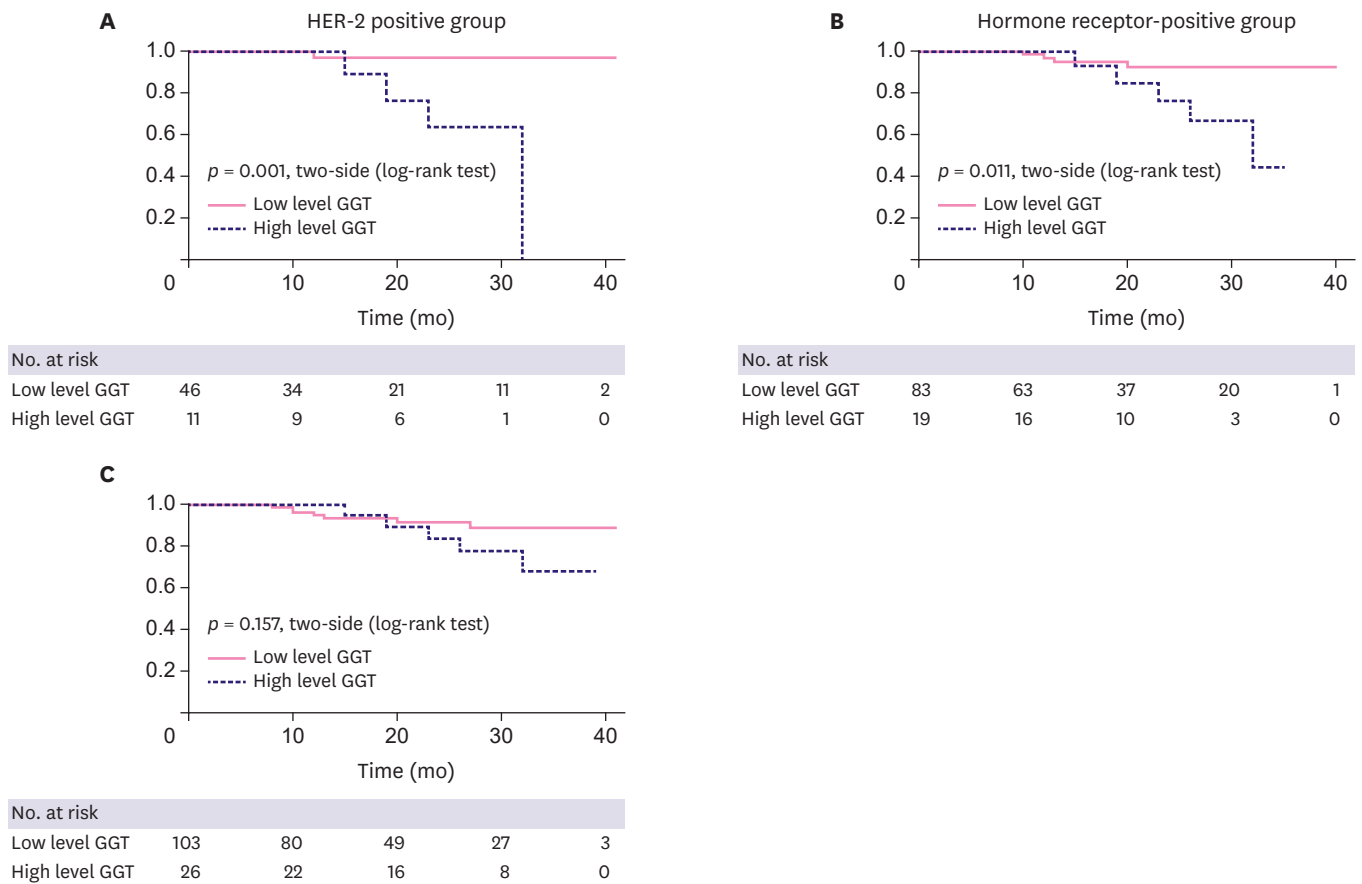 A HER-2 positive group
1.0
0.8
0.6
0.4
0.2
p = 0.001, two-side (log-rank test)
Low level GGT
High level GGT
0 10 20 30 40
Time (mo)
No. at risk
Low level GGT 46 34 21 11 2
High level GGT 11 9 6 1 0
B Hormone receptor-positive group
1.0
0.8
0.6
0.4
0.2
p = 0.011, two-side (log-rank test)
Low level GGT
High level GGT
0 10 20 30 40
Time (mo)
No. at risk
Low level GGT 83 63 37 20 1
High level GGT 19 16 10 3 0
C
1.0
0.8
0.6
0.4
0.2
p = 0.157, two-side (log-rank test)
Low level GGT
High level GGT
0 10 20 30 40
Time (mo)
No. at risk
Low level GGT 103 80 49 27 3
High level GGT 26 22 16 8 0